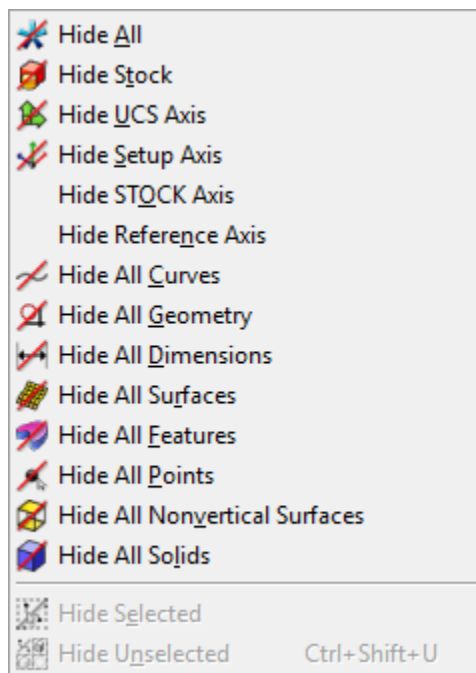 Hide All
Hide Stock
Hide UCS Axis
Hide Setup Axis
Hide STOCK Axis
Hide Reference Axis
Hide All Curves
Hide All Geometry
Hide All Dimensions
Hide All Surfaces
Hide All Features
Hide All Points
Hide All Nonvertical Surfaces
Hide All Solids
Hide Selected
Hide Unselected Ctrl+Shift+U